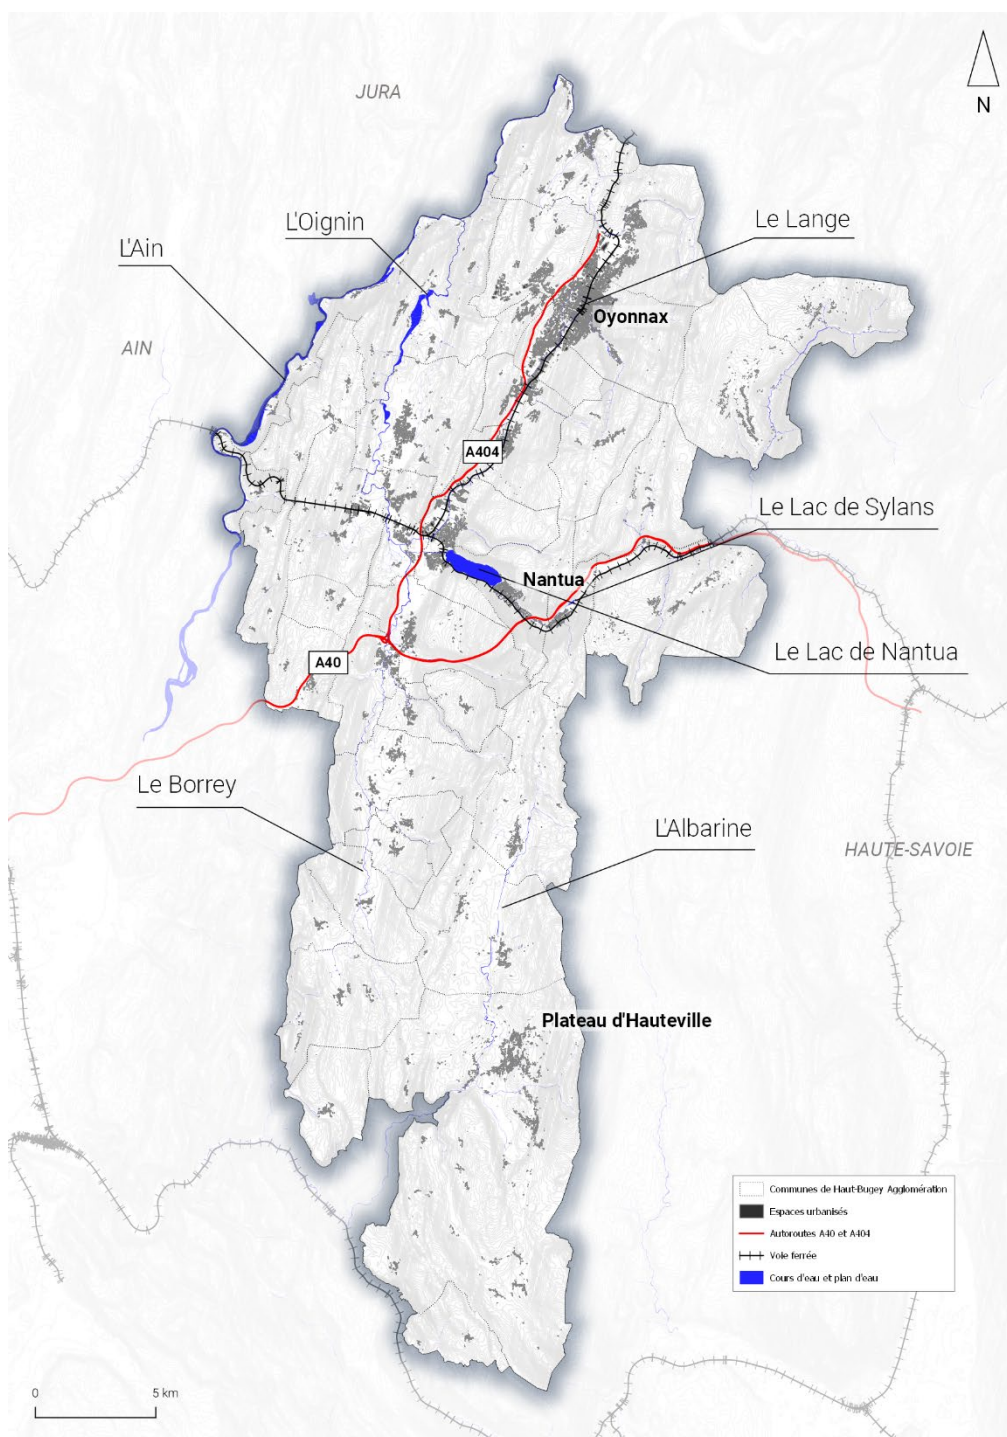 JURA
N
L'Oignin
Le Lange
L'Ain
Oyonnax
AIN
A404
Le Lac de Sylans
Nantua
Le Lac de Nantua
A40
Le Borrey
L'Albarine
HAUTE-SAVOIE
Plateau d'Hauteville
Communes de Haut-Bugey Agglomération
Espaces urbanisés
Autoroutes A40 et A404
Voie ferrée
Cours d'eau et plan d'eau
0 5 km